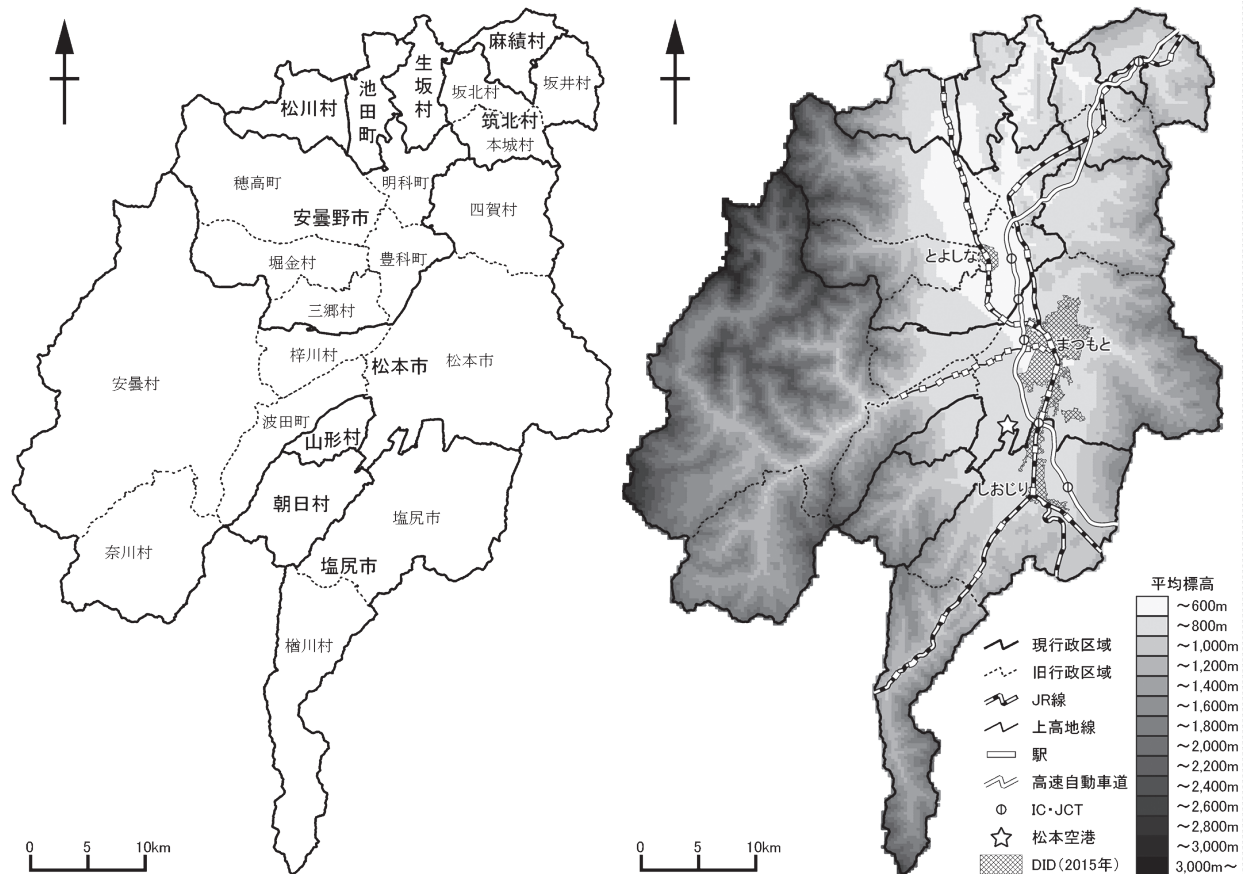 麻績村
生坂村
池田町
坂北村
坂井村
松川村
筑北村
本城村
穂高町
明科町
四賀村
安曇野市
堀金村
豊科町
三郷村
梓川村
松本市
松本市
安曇村
波田町
山形村
朝日村
塩尻市
奈川村
塩尻市
楢川村
0 5 10km
とよしな
まつもと
しおじり
平均標高
~600m
~800m
~1,000m
~1,200m
~1,400m
~1,600m
~1,800m
~2,000m
~2,200m
~2,400m
~2,600m
~2,800m
~3,000m
3,000m~
現行政区域
旧行政区域
JR線
上高地線
駅
高速自動車道
IC・JCT
松本空港
DID(2015年)
0 5 10km